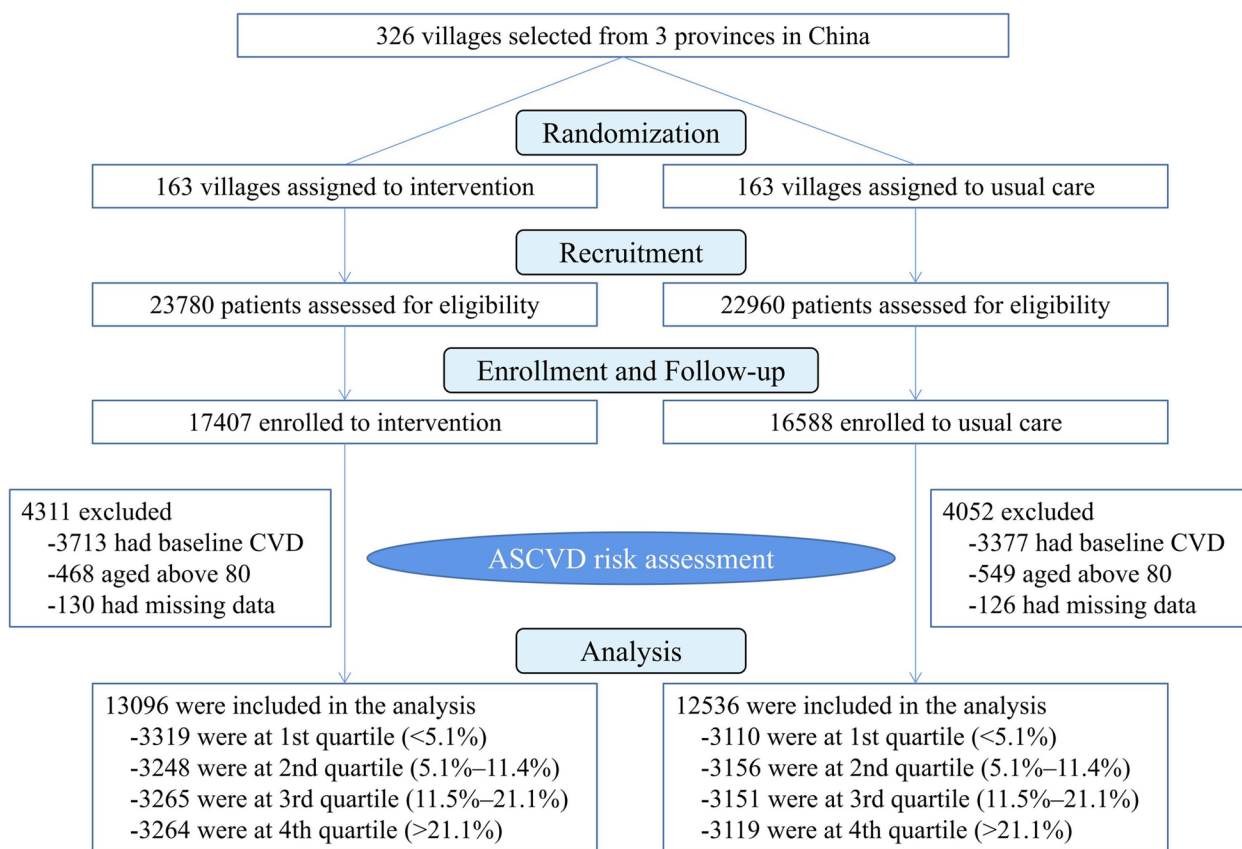 326 villages selected from 3 provinces in China
Randomization
163 villages assigned to intervention
163 villages assigned to usual care
Recruitment
23780 patients assessed for eligibility
22960 patients assessed for eligibility
Enrollment and Follow-up
17407 enrolled to intervention
16588 enrolled to usual care
4311 excluded
-3713 had baseline CVD
-468 aged above 80
-130 had missing data
ASCVD risk assessment
4052 excluded
-3377 had baseline CVD
-549 aged above 80
-126 had missing data
Analysis
13096 were included in the analysis
-3319 were at 1st quartile (<5.1%)
-3248 were at 2nd quartile (5.1%–11.4%)
-3265 were at 3rd quartile (11.5%–21.1%)
-3264 were at 4th quartile (>21.1%)
12536 were included in the analysis
-3110 were at 1st quartile (<5.1%)
-3156 were at 2nd quartile (5.1%–11.4%)
-3151 were at 3rd quartile (11.5%–21.1%)
-3119 were at 4th quartile (>21.1%)